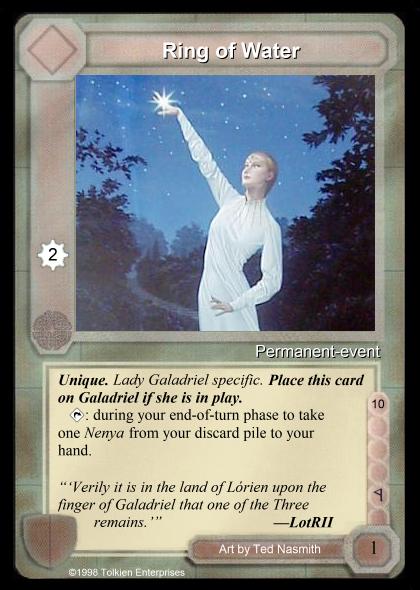 Ring of Water
2
Permanent-event
Unique. Lady Galadriel specific. Place this card
on Galadriel if she is in play.
: during your end-of-turn phase to take
one Nenya from your discard pile to your
hand.
10
“‘Verily it is in the land of Lórien upon the
finger of Galadriel that one of the Three
remains.’” —LotRII
Art by Ted Nasmith
1
©1998 Tolkien Enterprises